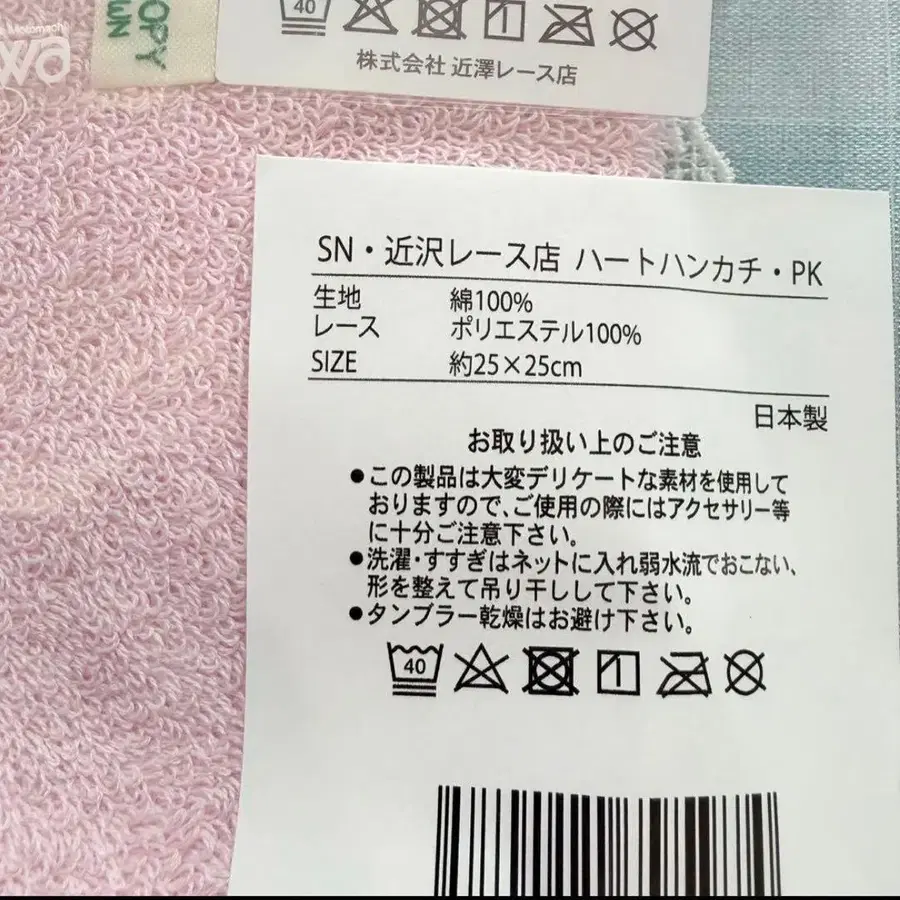 Motomachi
wa
OPY
WN
40
株式会社 近澤レース店
SN・近沢レース店 ハートハンカチ・PK
生地 綿100%
レース ポリエステル100%
SIZE 約25×25cm
日本製
お取り扱い上のご注意
●この製品は大変デリケートな素材を使用して
おりますので、ご使用の際にはアクセサリー等
に十分ご注意下さい。
●洗濯・すすぎはネットに入れ弱水流でおこない、
形を整えて吊り干しして下さい。
●タンブラー乾燥はお避け下さい。
40